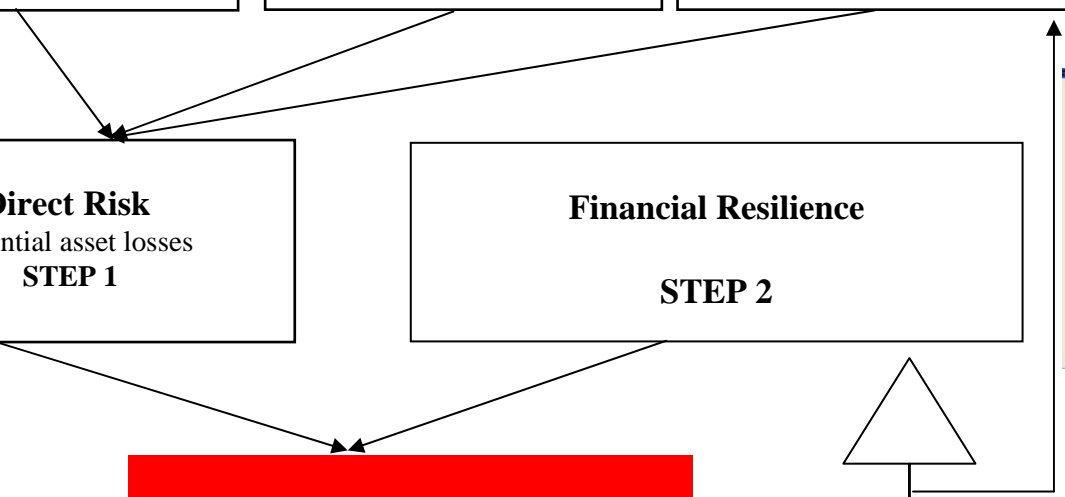 Direct Risk
ntial asset losses
STEP 1
Financial Resilience
STEP 2